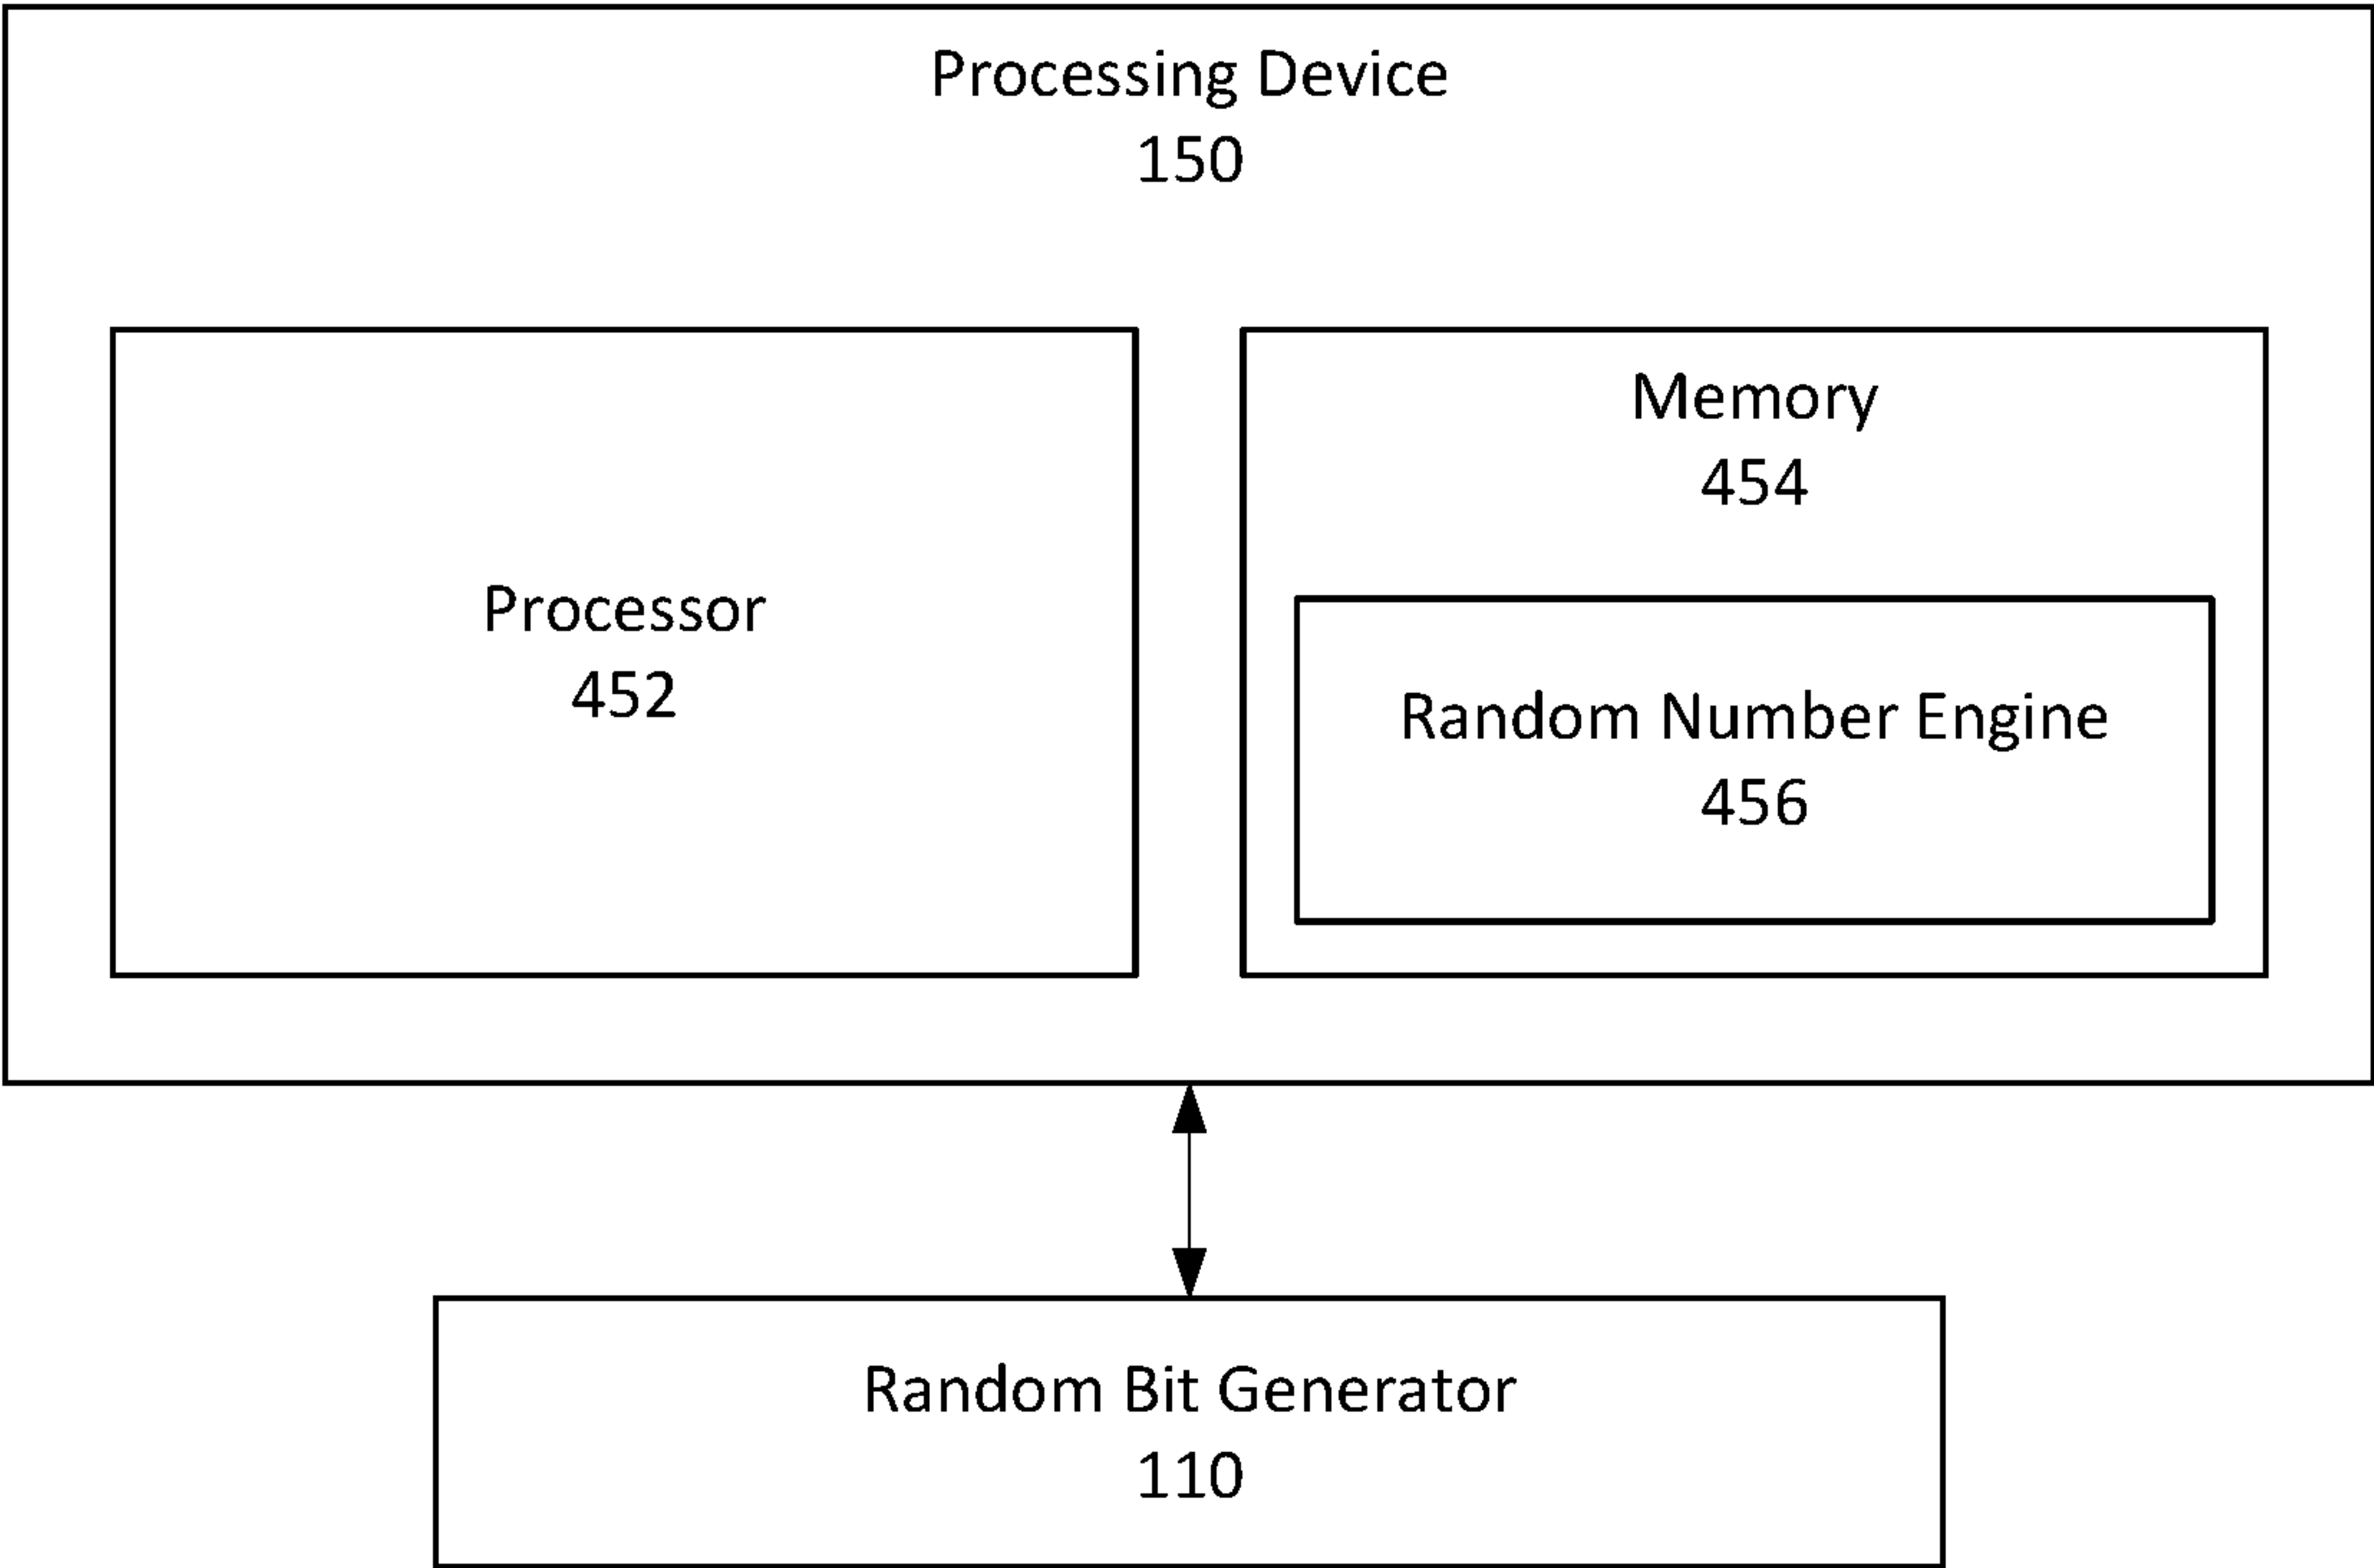 Processing Device
150
Processor
452
Memory
454
Random Number Engine
456
Random Bit Generator
110